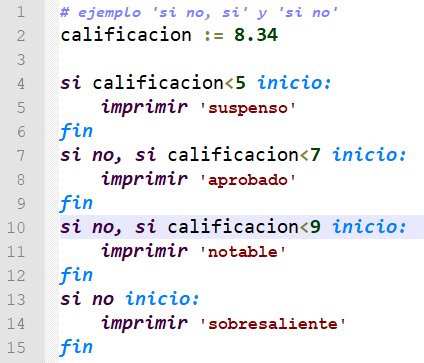 1 # ejemplo 'si no, si' y 'si no'
2 calificacion := 8.34
3
4 si calificacion<5 inicio:
5     imprimir 'suspenso'
6 fin
7 si no, si calificacion<7 inicio:
8     imprimir 'aprobado'
9 fin
10 si no, si calificacion<9 inicio:
11     imprimir 'notable'
12 fin
13 si no inicio:
14     imprimir 'sobresaliente'
15 fin